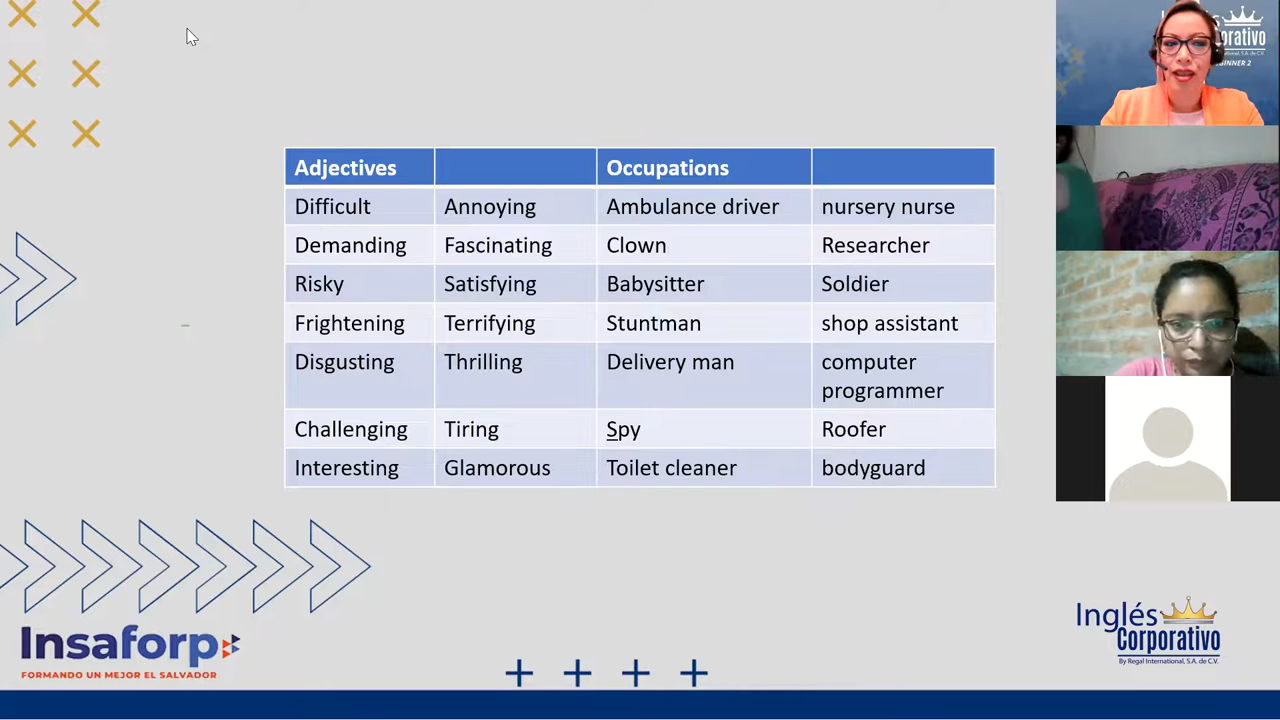 Adjectives Occupations
Difficult Annoying Ambulance driver nursery nurse
Demanding Fascinating Clown Researcher
Risky Satisfying Babysitter Soldier
Frightening Terrifying Stuntman shop assistant
Disgusting Thrilling Delivery man computer
programmer
Challenging Tiring Spy Roofer
Interesting Glamorous Toilet cleaner bodyguard
Insaforp
FORMANDO UN MEJOR EL SALVADOR
Inglés
Corporativo
By Regal International, S.A. de C.V.